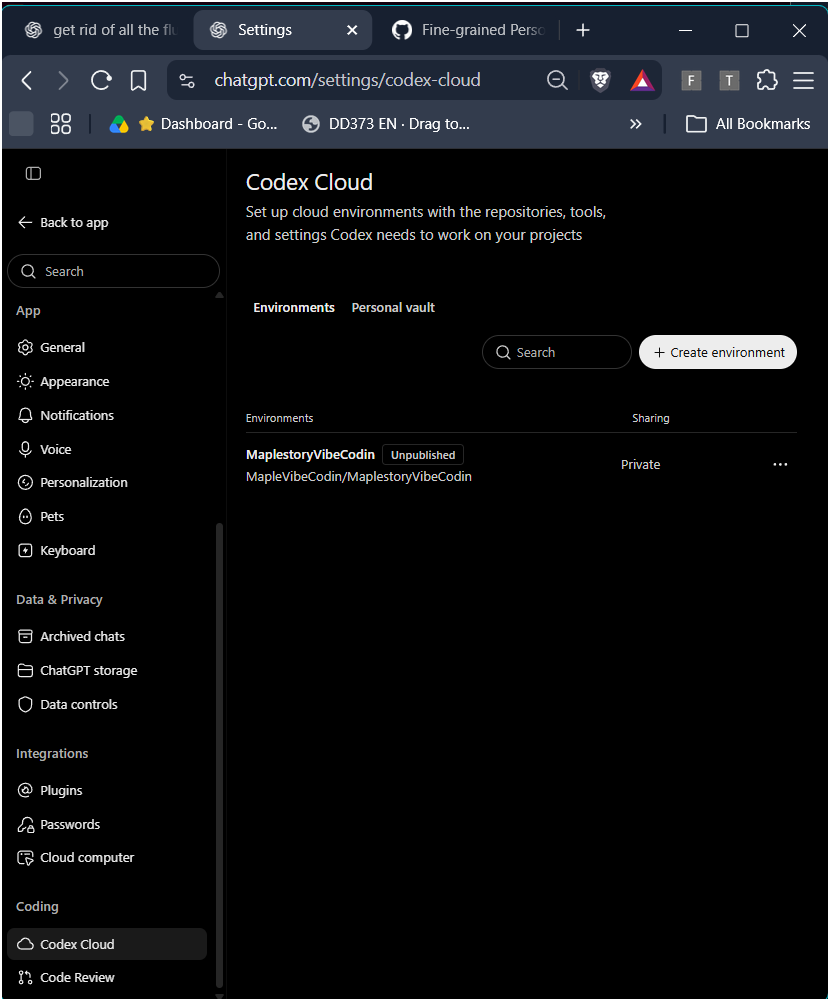 get rid of all the flu
Settings
Fine-grained Perso
chatgpt.com/settings/codex-cloud
F
T
Dashboard - Go...
DD373 EN · Drag to...
All Bookmarks
Back to app
Search
App
General
Appearance
Notifications
Voice
Personalization
Pets
Keyboard
Data & Privacy
Archived chats
ChatGPT storage
Data controls
Integrations
Plugins
Passwords
Cloud computer
Coding
Codex Cloud
Code Review
Codex Cloud
Set up cloud environments with the repositories, tools,
and settings Codex needs to work on your projects
Environments Personal vault
Search
+ Create environment
Environments Sharing
MaplestoryVibeCodin Unpublished
MapleVibeCodin/MaplestoryVibeCodin
Private